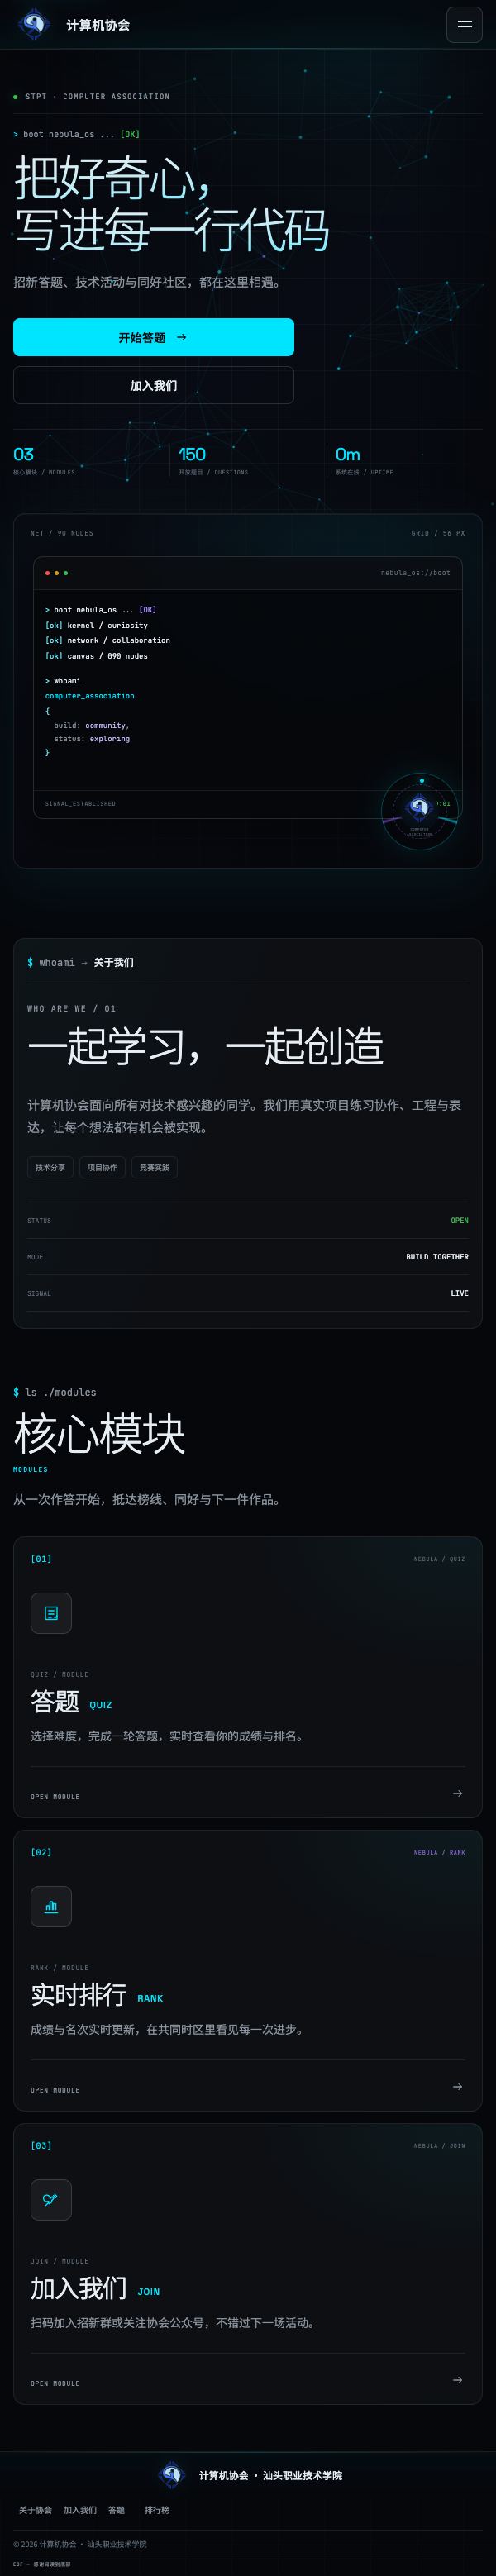 计算机协会
STPT · COMPUTER ASSOCIATION
> boot nebula_os ... [OK]
把好奇心，
写进每一行代码
招新答题、技术活动与同好社区，都在这里相遇。
开始答题 →
加入我们
03
核心模块 / MODULES
150
开放题目 / QUESTIONS
0m
系统在线 / UPTIME
NET / 90 NODES
GRID / 56 PX
nebula_os://boot
> boot nebula_os ... [OK]
[ok] kernel / curiosity
[ok] network / collaboration
[ok] canvas / 090 nodes
> whoami
computer_association
{
build: community,
status: exploring
}
SIGNAL_ESTABLISHED
:01
COMPUTER
ASSOCIATION
$ whoami → 关于我们
WHO ARE WE / 01
一起学习，一起创造
计算机协会面向所有对技术感兴趣的同学。我们用真实项目练习协作、工程与表
达，让每个想法都有机会被实现。
技术分享
项目协作
竞赛实践
STATUS
OPEN
MODE
BUILD TOGETHER
SIGNAL
LIVE
$ ls ./modules
核心模块
MODULES
从一次作答开始，抵达榜线、同好与下一件作品。
[01]
NEBULA / QUIZ
QUIZ / MODULE
答题 QUIZ
选择难度，完成一轮答题，实时查看你的成绩与排名。
OPEN MODULE →
[02]
NEBULA / RANK
RANK / MODULE
实时排行 RANK
成绩与名次实时更新，在共同时区里看见每一次进步。
OPEN MODULE →
[03]
NEBULA / JOIN
JOIN / MODULE
加入我们 JOIN
扫码加入招新群或关注协会公众号，不错过下一场活动。
OPEN MODULE →
计算机协会 · 汕头职业技术学院
关于协会 加入我们 答题 排行榜
© 2026 计算机协会 · 汕头职业技术学院
EOF — 感谢阅读到底部